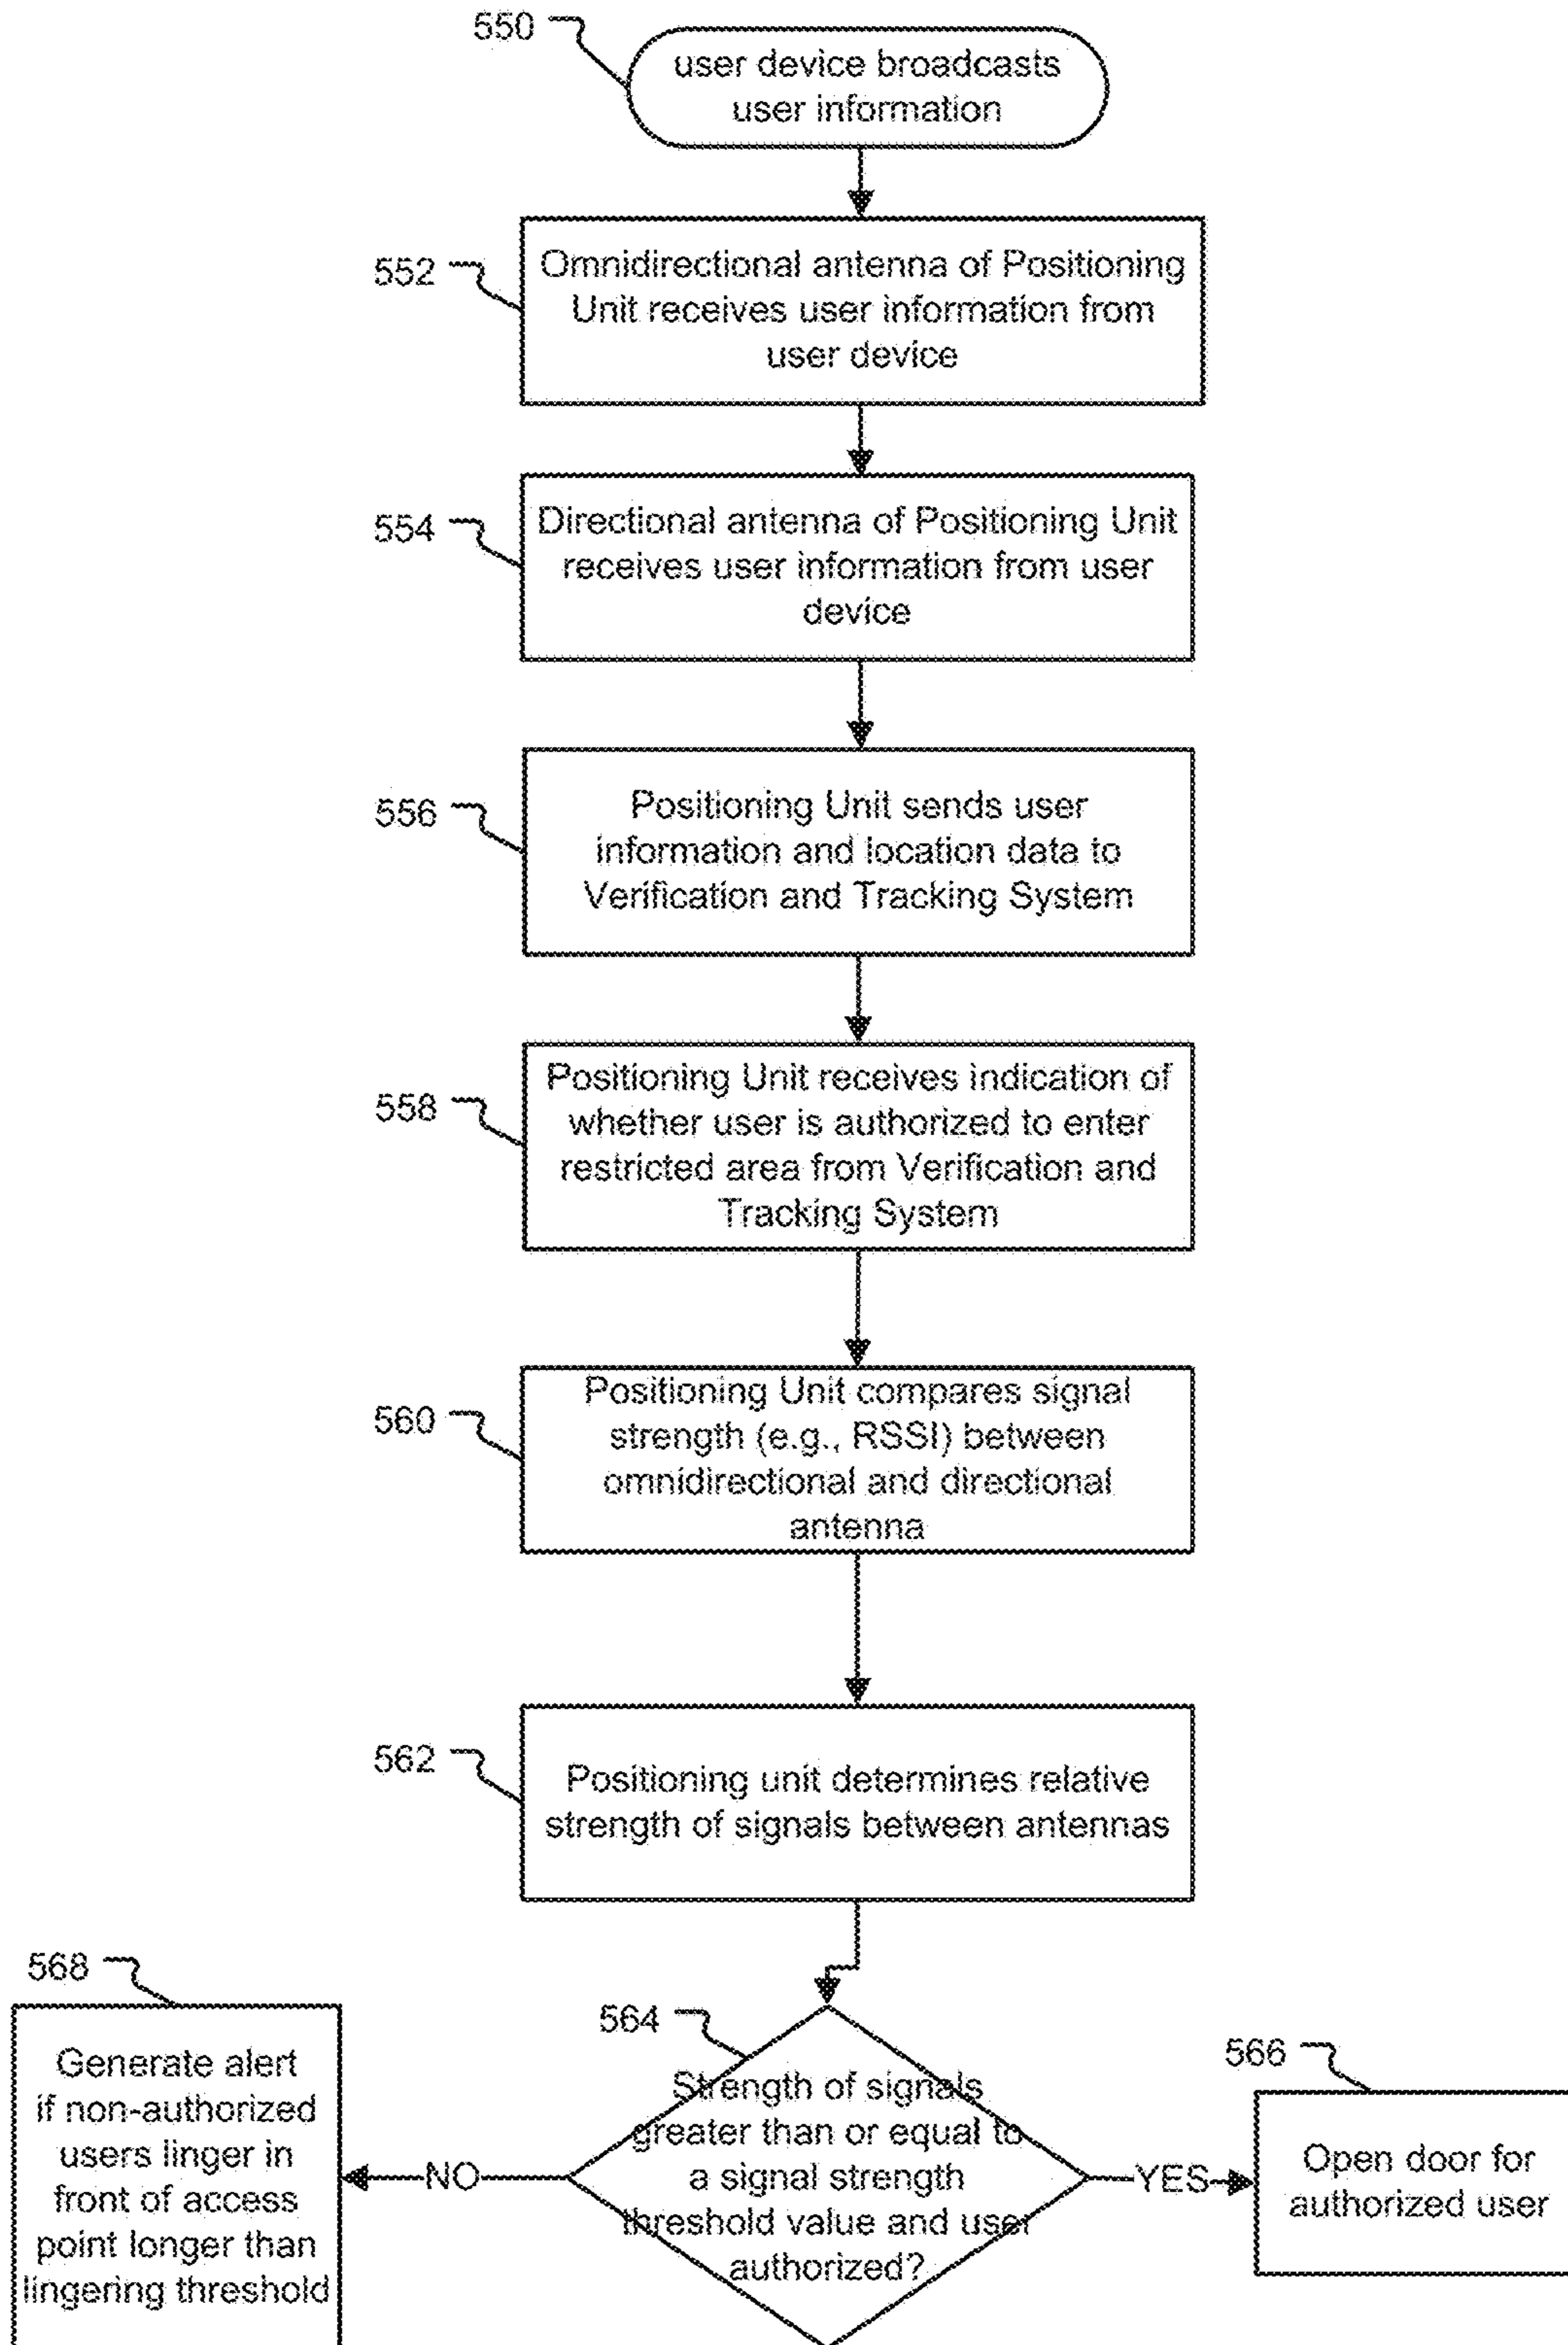 550
user device broadcasts
user information
552
Omnidirectional antenna of Positioning
Unit receives user information from
user device
554
Directional antenna of Positioning Unit
receives user information from user
device
556
Positioning Unit sends user
information and location data to
Verification and Tracking System
558
Positioning Unit receives indication of
whether user is authorized to enter
restricted area from Verification and
Tracking System
560
Positioning Unit compares signal
strength (e.g., RSSI) between
omnidirectional and directional
antenna
562
Positioning unit determines relative
strength of signals between antennas
568
Generate alert
if non-authorized
users linger in
front of access
point longer than
lingering threshold
NO
564
Strength of signals
greater than or equal to
a signal strength
threshold value and user
authorized?
YES
566
Open door for
authorized user